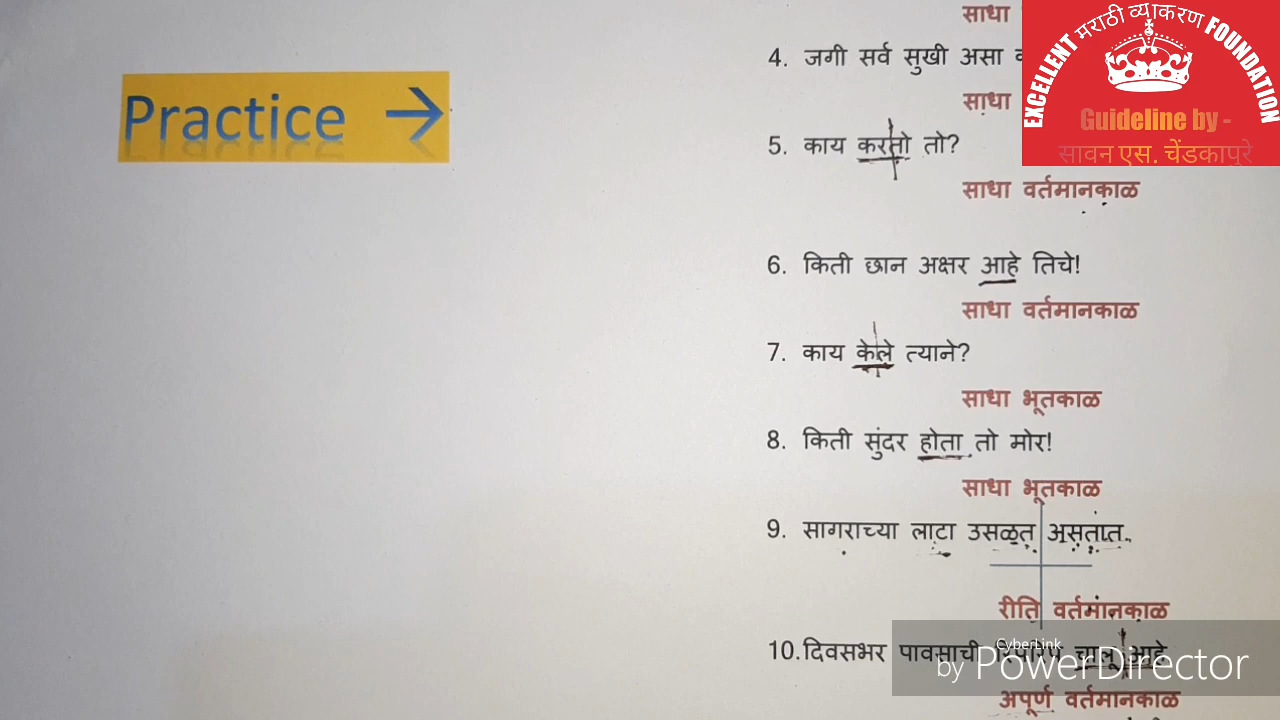 साधा
EXCELLENT मराठी व्याकरण FOUNDATION
4. जगी सर्व सुखी असा
Practice →
साधा
Guideline by -
5. काय करतो तो?
सावन एस. चेंडकापुरे
साधा वर्तमानकाळ
6. किती छान अक्षर आहे तिचे!
साधा वर्तमानकाळ
7. काय केले त्याने?
साधा भूतकाळ
8. किती सुंदर होता तो मोर!
साधा भूतकाळ
9. सागराच्या लाटा उसळत असतात.
रीति वर्तमानकाळ
10.दिवसभर पावसाची रिपरिप चालू आहे
CyberLink
by PowerDirector
अपूर्ण वर्तमानकाळ